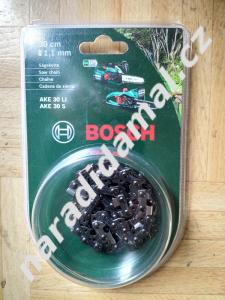 30 cm
1,1 mm
Sägekette
Saw chain
Chaîne
Cadena de sierra
AKE 30 LI
AKE 30 S
BOSCH
naradidama.cz